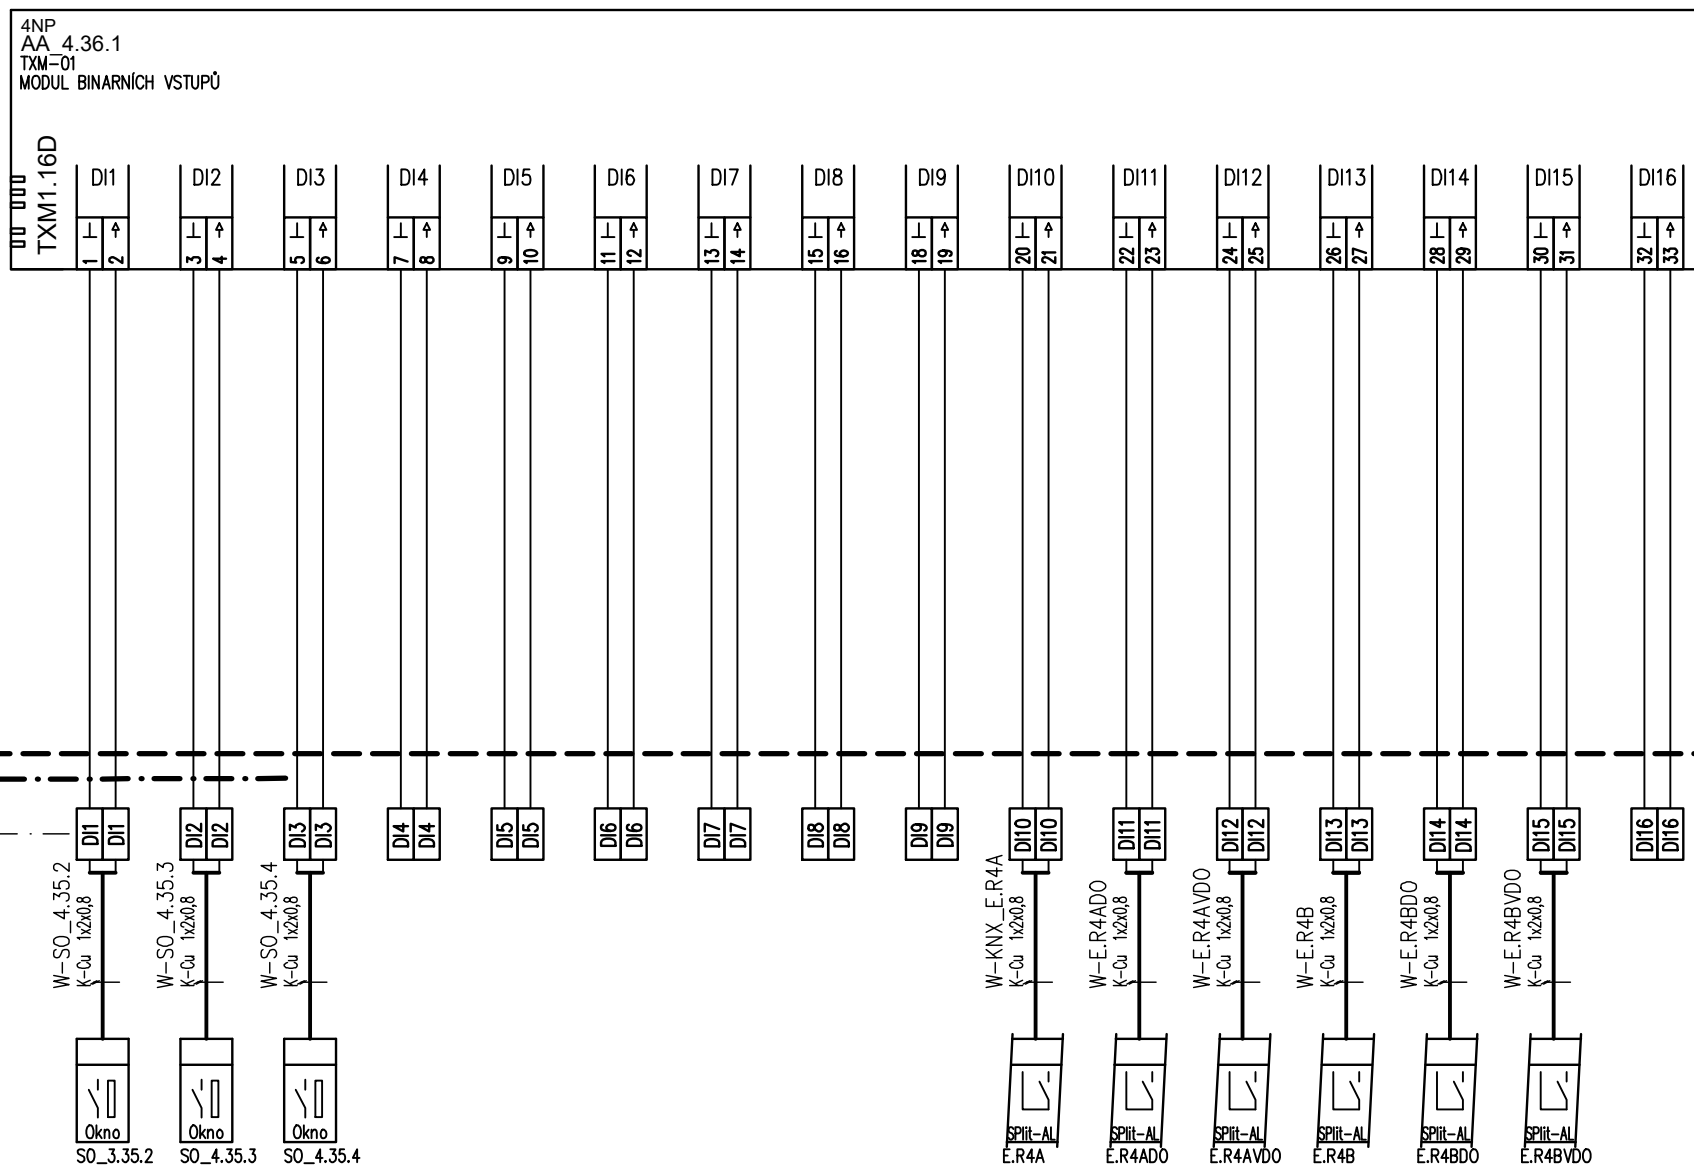 4NP
AA_4.36.1
TXM-01
MODUL BINARNÍCH VSTUPŮ
TXM1.16D
DI1 DI2 DI3 DI4 DI5 DI6 DI7 DI8 DI9 DI10 DI11 DI12 DI13 DI14 DI15 DI16
1 2 3 4 5 6 7 8 9 10 11 12 13 14 15 16 18 19 20 21 22 23 24 25 26 27 28 29 30 31 32 33
DI1 DI1 DI2 DI2 DI3 DI3 DI4 DI4 DI5 DI5 DI6 DI6 DI7 DI7 DI8 DI8 DI9 DI9 DI10 DI10 DI11 DI11 DI12 DI12 DI13 DI13 DI14 DI14 DI15 DI15 DI16 DI16
W-SO_4.35.2
K-Cu 1x2x0,8
W-SO_4.35.3
K-Cu 1x2x0,8
W-SO_4.35.4
K-Cu 1x2x0,8
W-KNX_E.R4A
K-Cu 1x2x0,8
W-E.R4ADO
K-Cu 1x2x0,8
W-E.R4AVDO
K-Cu 1x2x0,8
W-E.R4B
K-Cu 1x2x0,8
W-E.R4BDO
K-Cu 1x2x0,8
W-E.R4BVDO
K-Cu 1x2x0,8
Okno Okno Okno SPlit-AL SPlit-AL SPlit-AL SPlit-AL SPlit-AL SPlit-AL
SO_3.35.2 SO_4.35.3 SO_4.35.4 E.R4A E.R4ADO E.R4AVDO E.R4B E.R4BDO E.R4BVDO